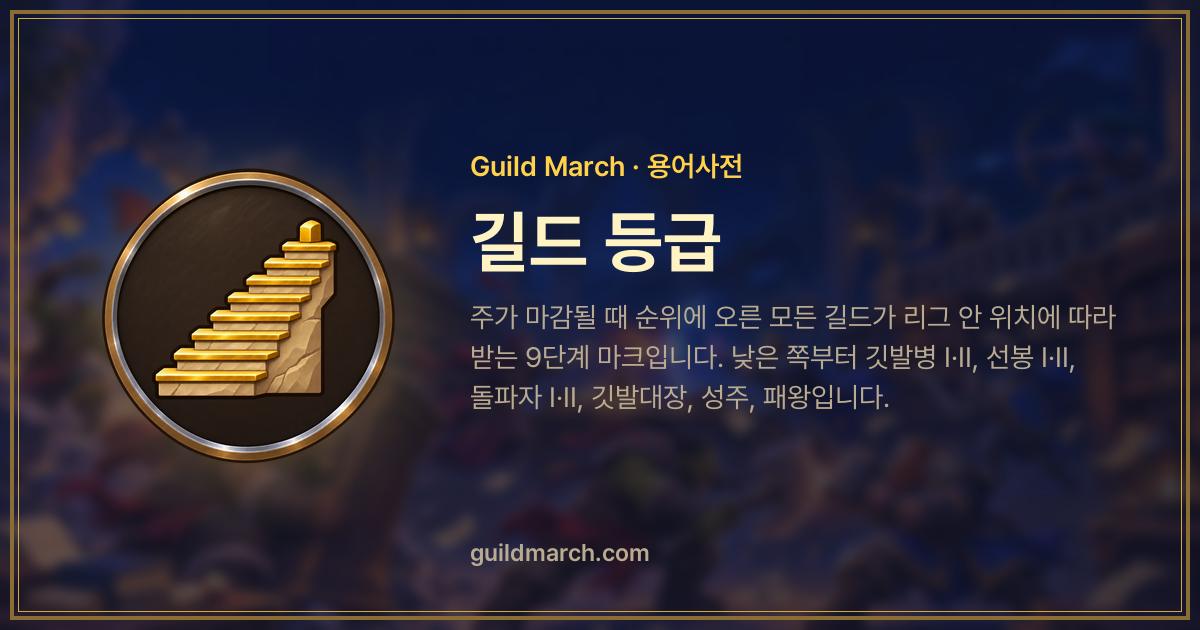 Guild March · 용어사전
길드 등급
주가 마감될 때 순위에 오른 모든 길드가 리그 안 위치에 따라
받는 9단계 마크입니다. 낮은 쪽부터 깃발병 I·II, 선봉 I·II,
돌파자 I·II, 깃발대장, 성주, 패왕입니다.
guildmarch.com